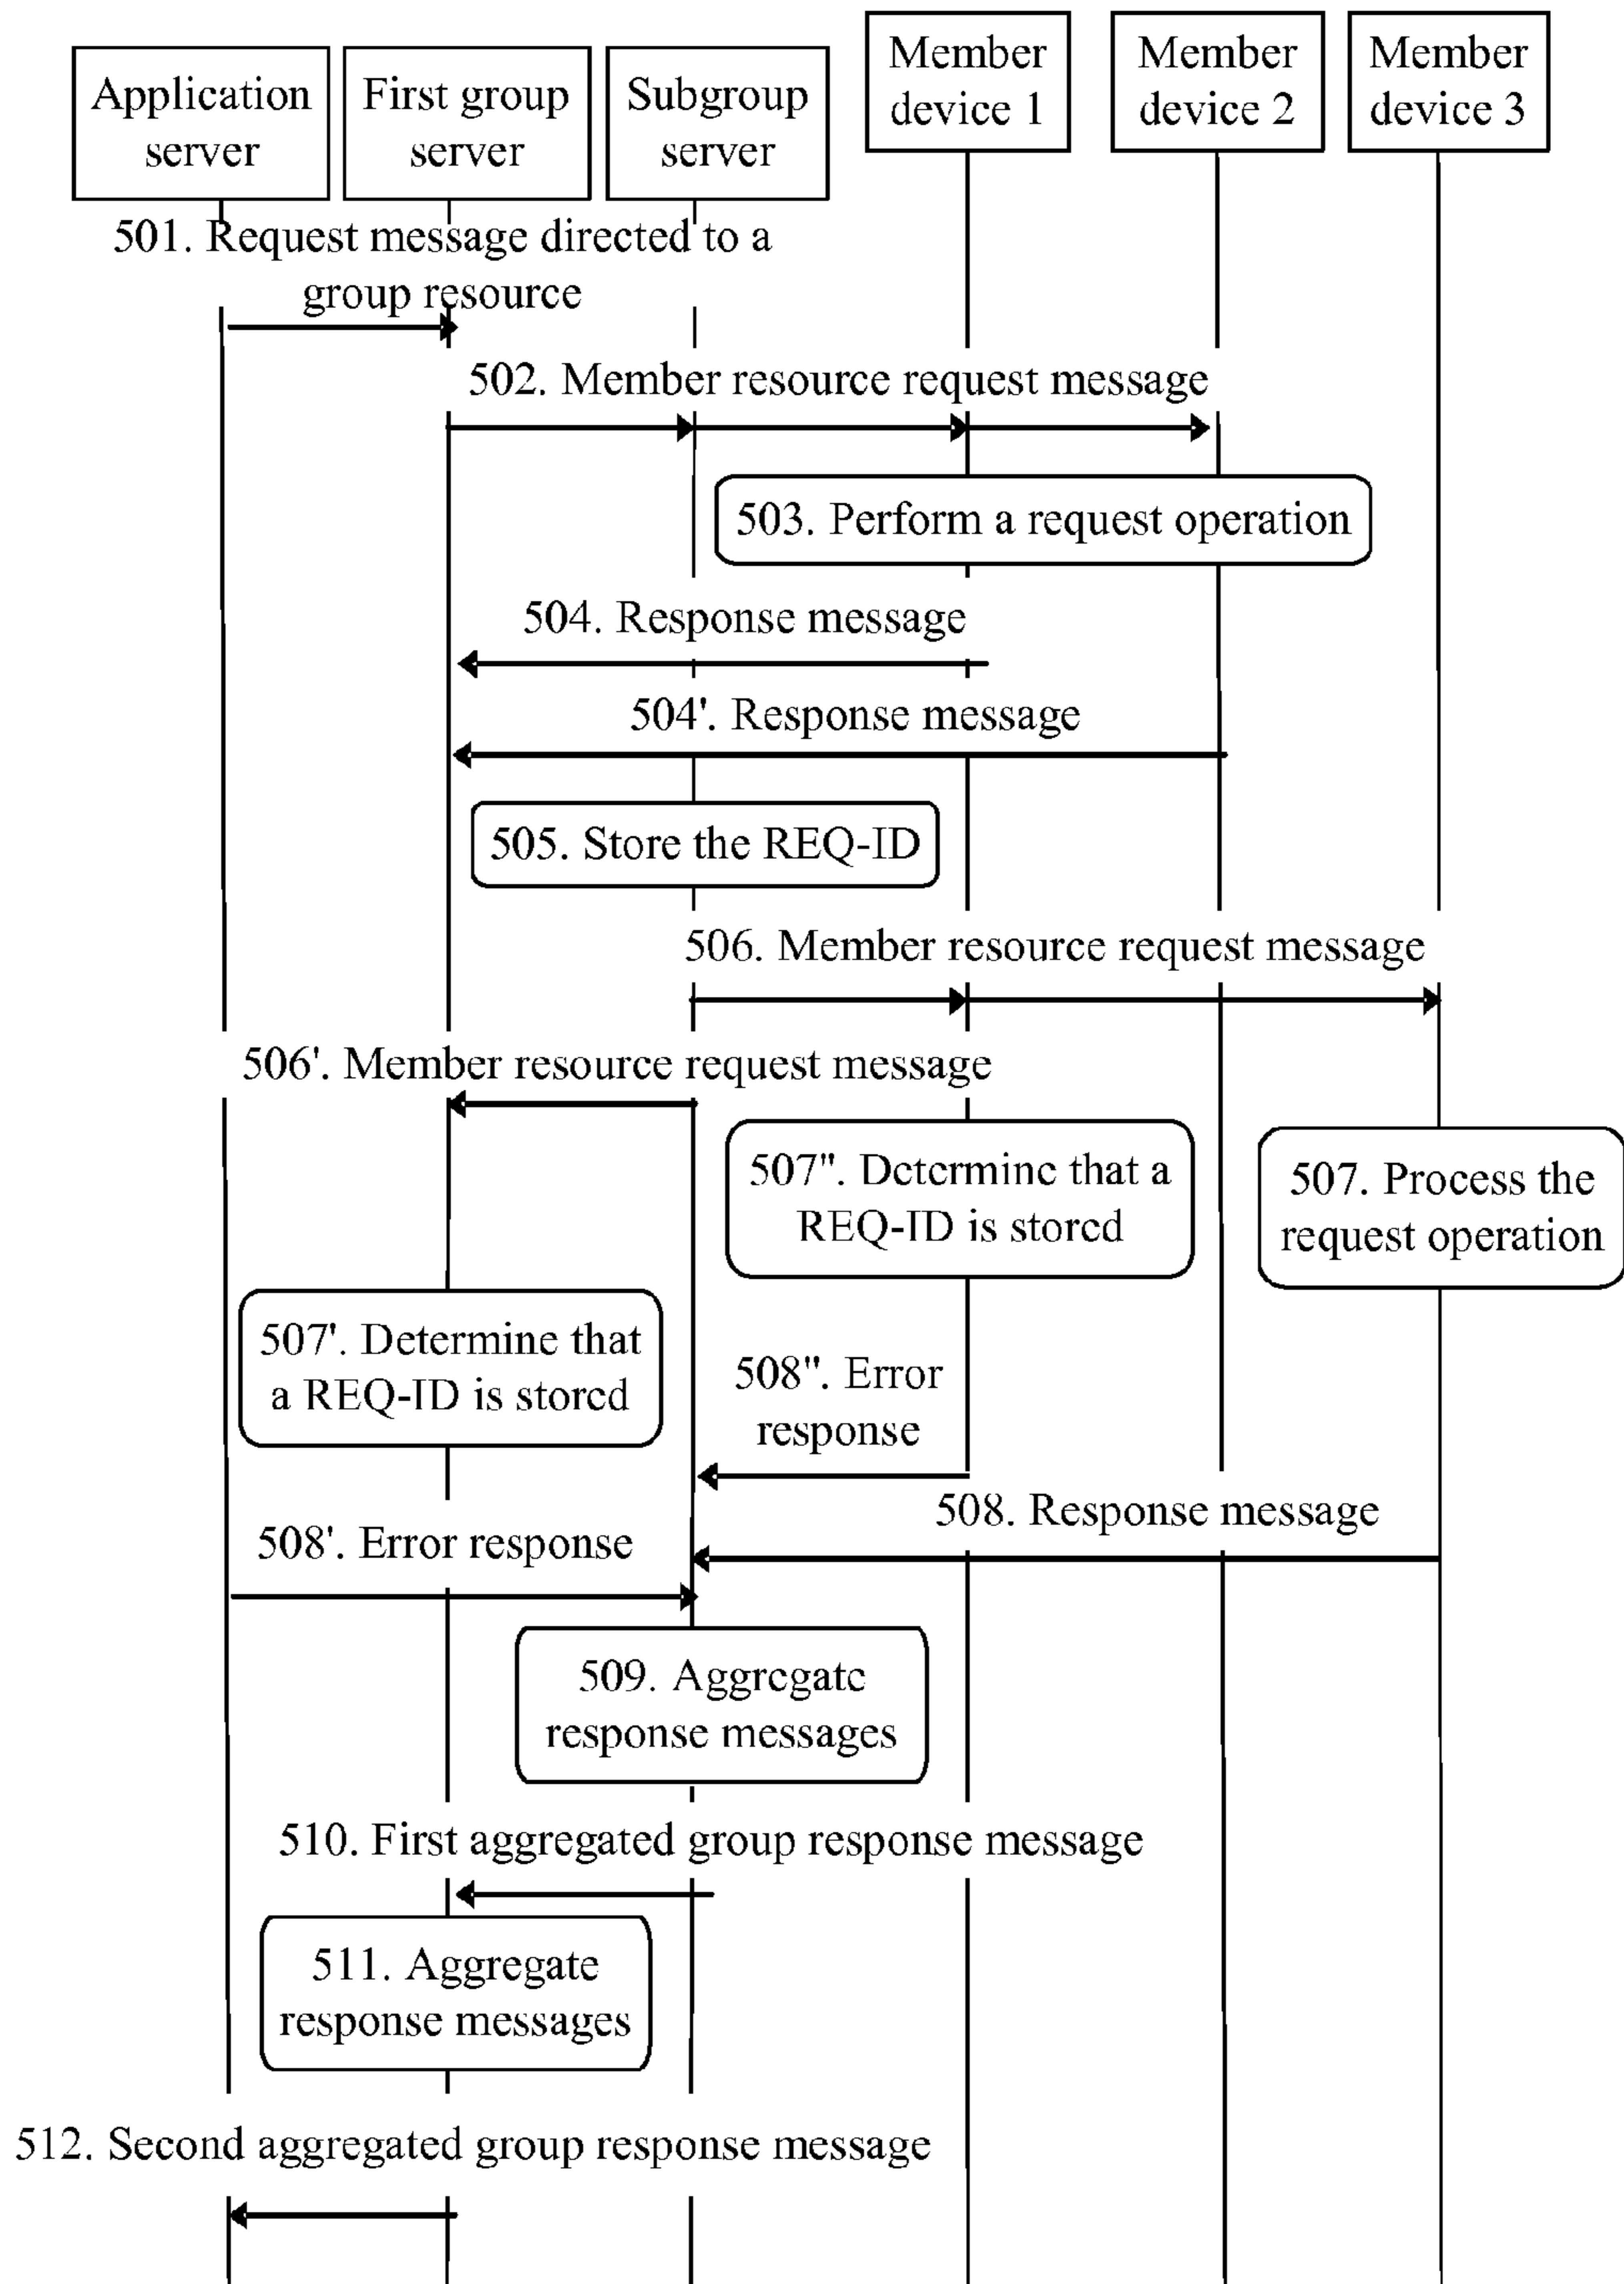 Application
server
First group
server
Subgroup
server
Member
device 1
Member
device 2
Member
device 3
501. Request message directed to a
group resource
502. Member resource request message
503. Perform a request operation
504. Response message
504'. Response message
505. Store the REQ-ID
506. Member resource request message
506'. Member resource request message
507". Determine that a
REQ-ID is stored
507. Process the
request operation
507'. Determine that
a REQ-ID is stored
508". Error
response
508. Response message
508'. Error response
509. Aggregate
response messages
510. First aggregated group response message
511. Aggregate
response messages
512. Second aggregated group response message